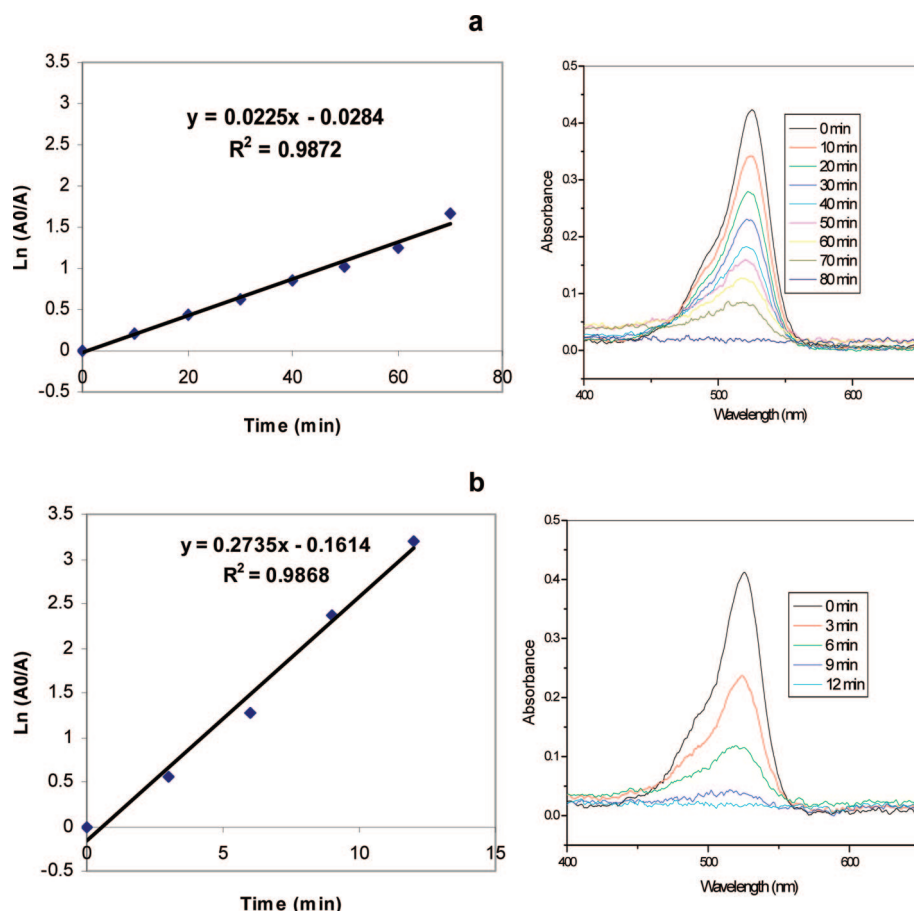 a
3.5
3
2.5
2
1.5
1
0.5
0
-0.5
Ln (A0/A)
y = 0.0225x - 0.0284
R² = 0.9872
0
20
40
60
80
Time (min)
0.5
0.4
0.3
0.2
0.1
0.0
Absorbance
0 min
10 min
20 min
30 min
40 min
50 min
60 min
70 min
80 min
400
500
600
Wavelength (nm)
b
3.5
3
2.5
2
1.5
1
0.5
0
-0.5
Ln (A0/A)
y = 0.2735x - 0.1614
R² = 0.9868
0
5
10
15
Time (min)
0.5
0.4
0.3
0.2
0.1
0.0
Absorbance
0 min
3 min
6 min
9 min
12 min
400
500
600
Wavelength (nm)